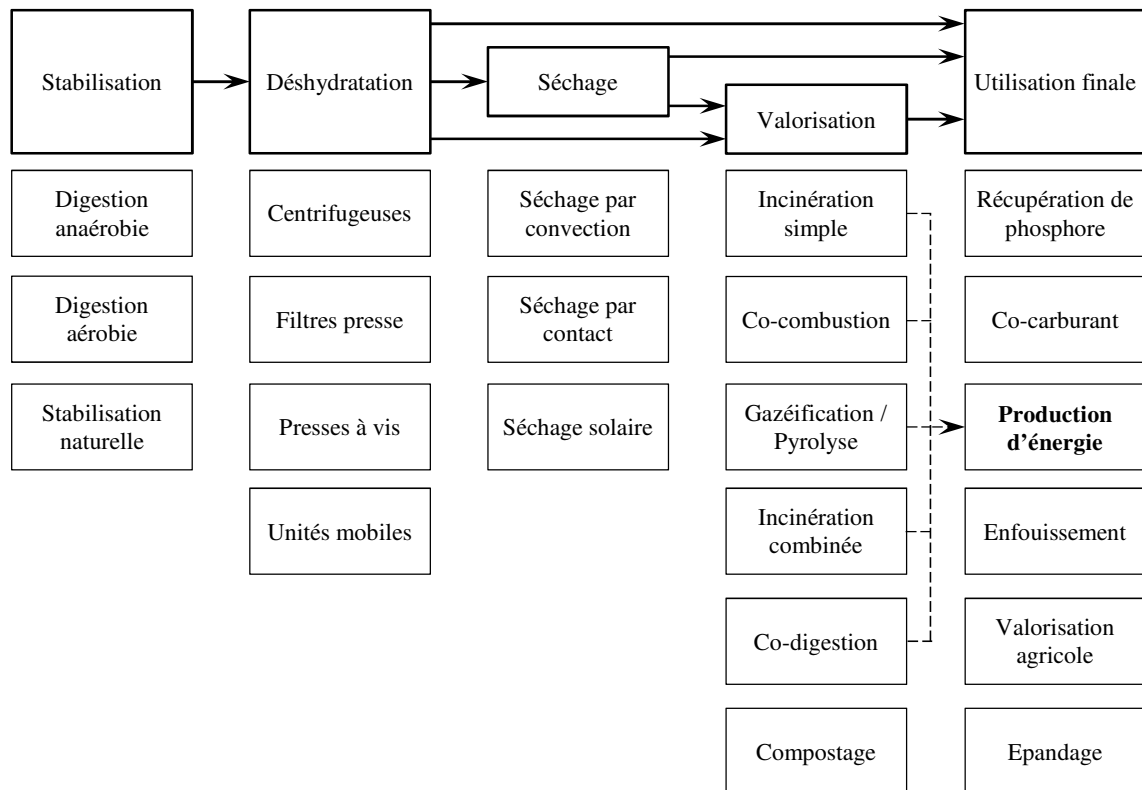 Stabilisation
Déshydratation
Séchage
Valorisation
Utilisation finale
Digestion
anaérobie
Centrifugeuses
Séchage par
convection
Incinération
simple
Récupération de
phosphore
Digestion
aérobie
Filtres presse
Séchage par
contact
Co-combustion
Co-carburant
Stabilisation
naturelle
Presses à vis
Séchage solaire
Gazéification /
Pyrolyse
Production
d’énergie
Unités mobiles
Incinération
combinée
Enfouissement
Co-digestion
Valorisation
agricole
Compostage
Epandage